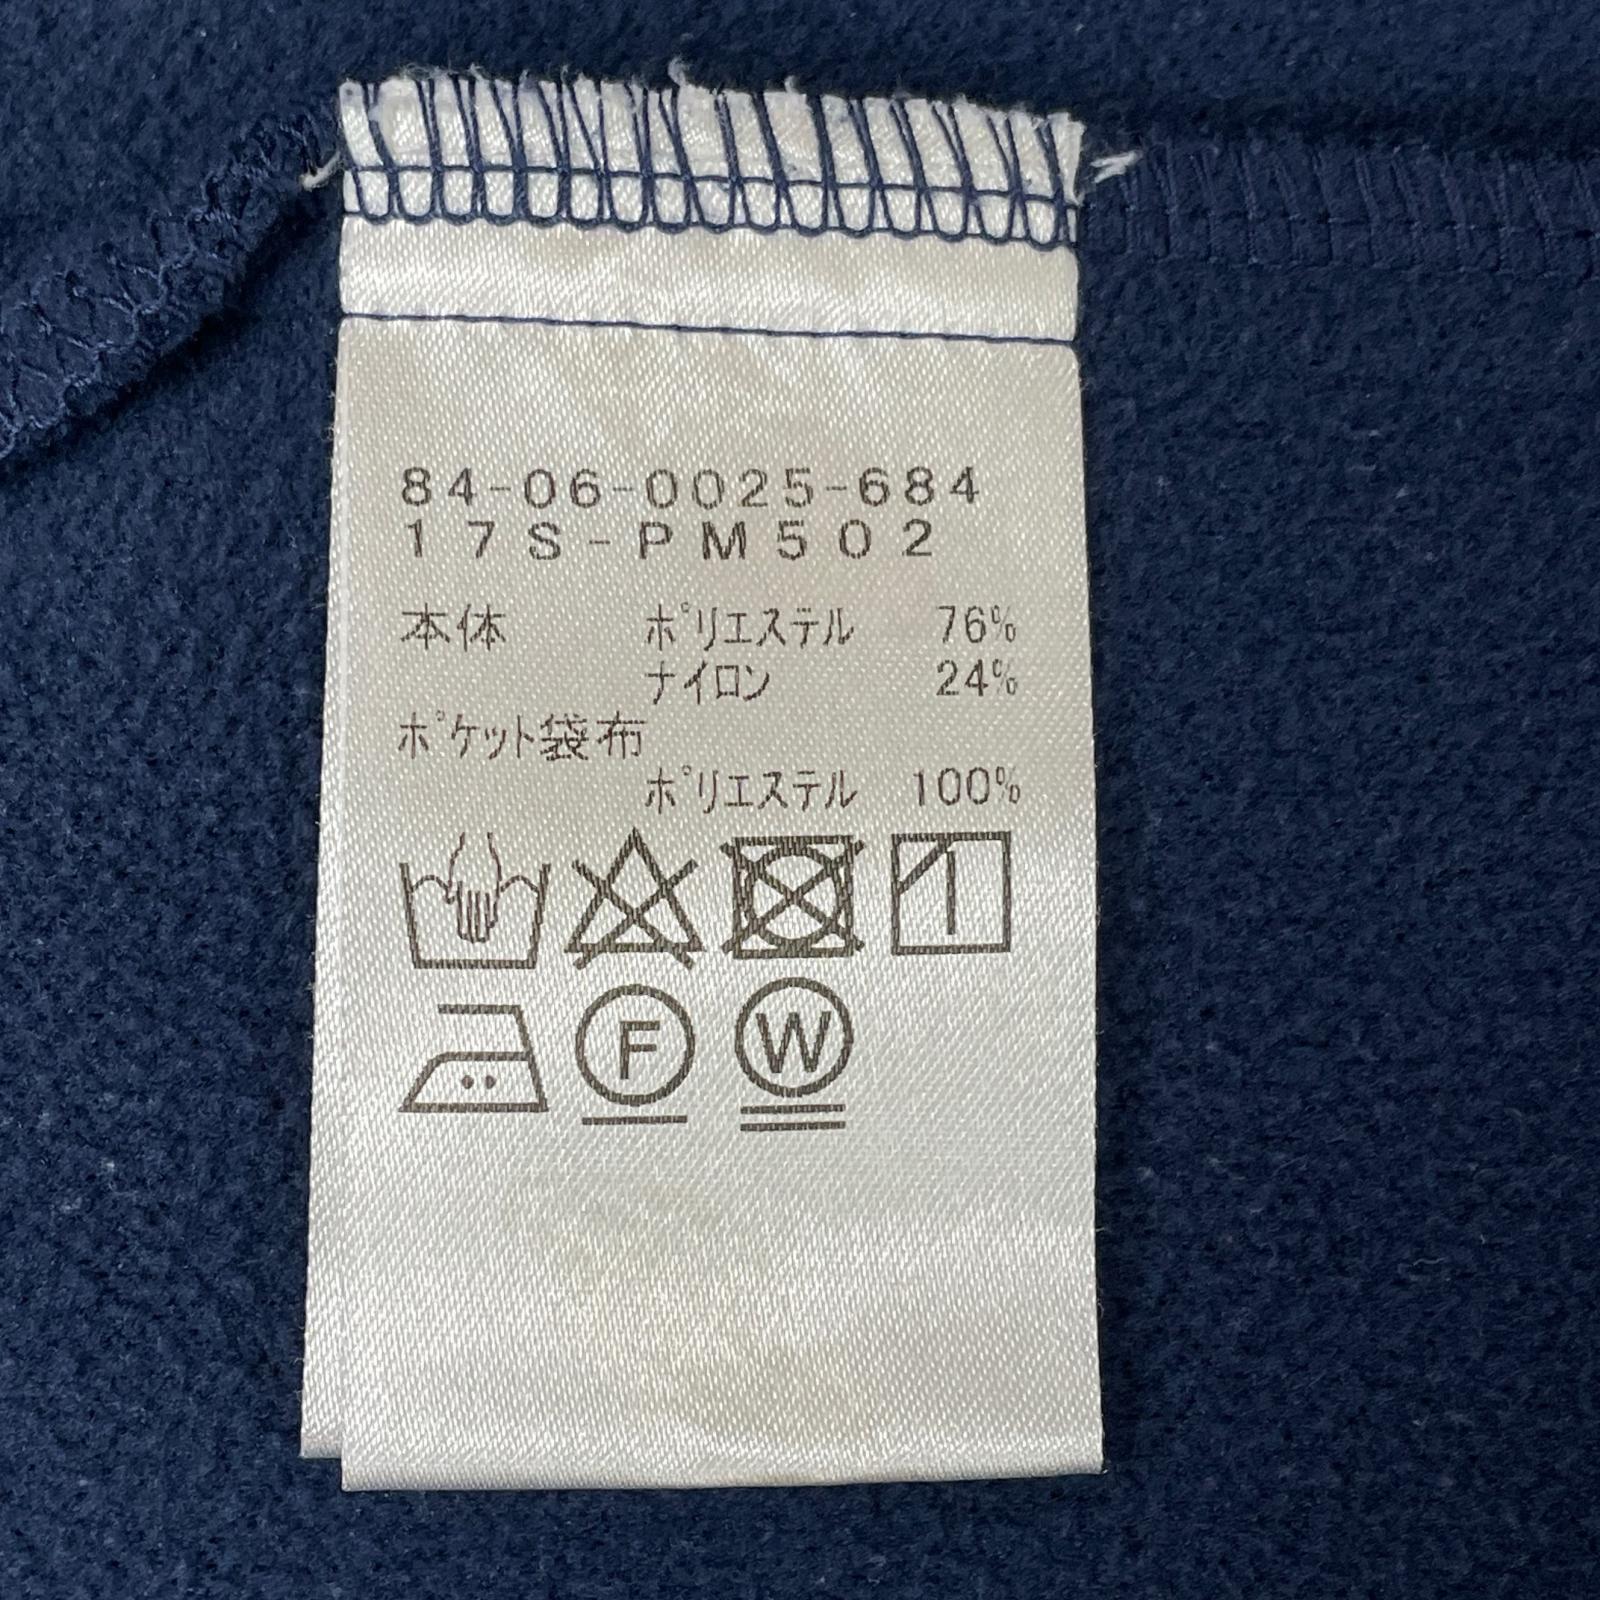 84-06-0025-684
17S-PM502
本体 ポリエステル 76%
ナイロン 24%
ポケット袋布
ポリエステル 100%
F W